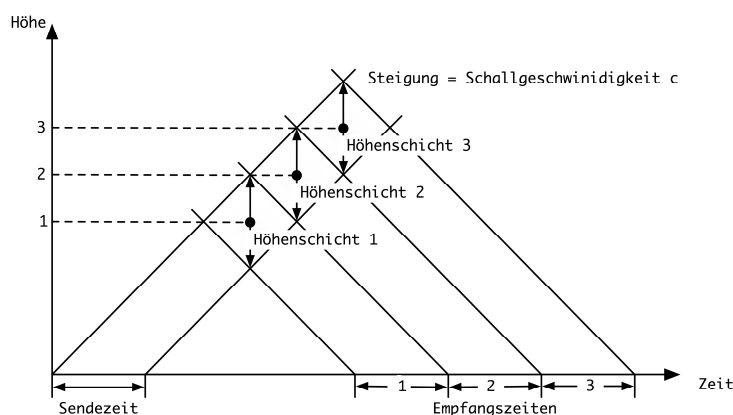 Höhe
Steigung = Schallgeschwinidigkeit c
3
Höhenschicht 3
2
Höhenschicht 2
1
Höhenschicht 1
1
2
3
Zeit
Sendezeit
Empfangszeiten